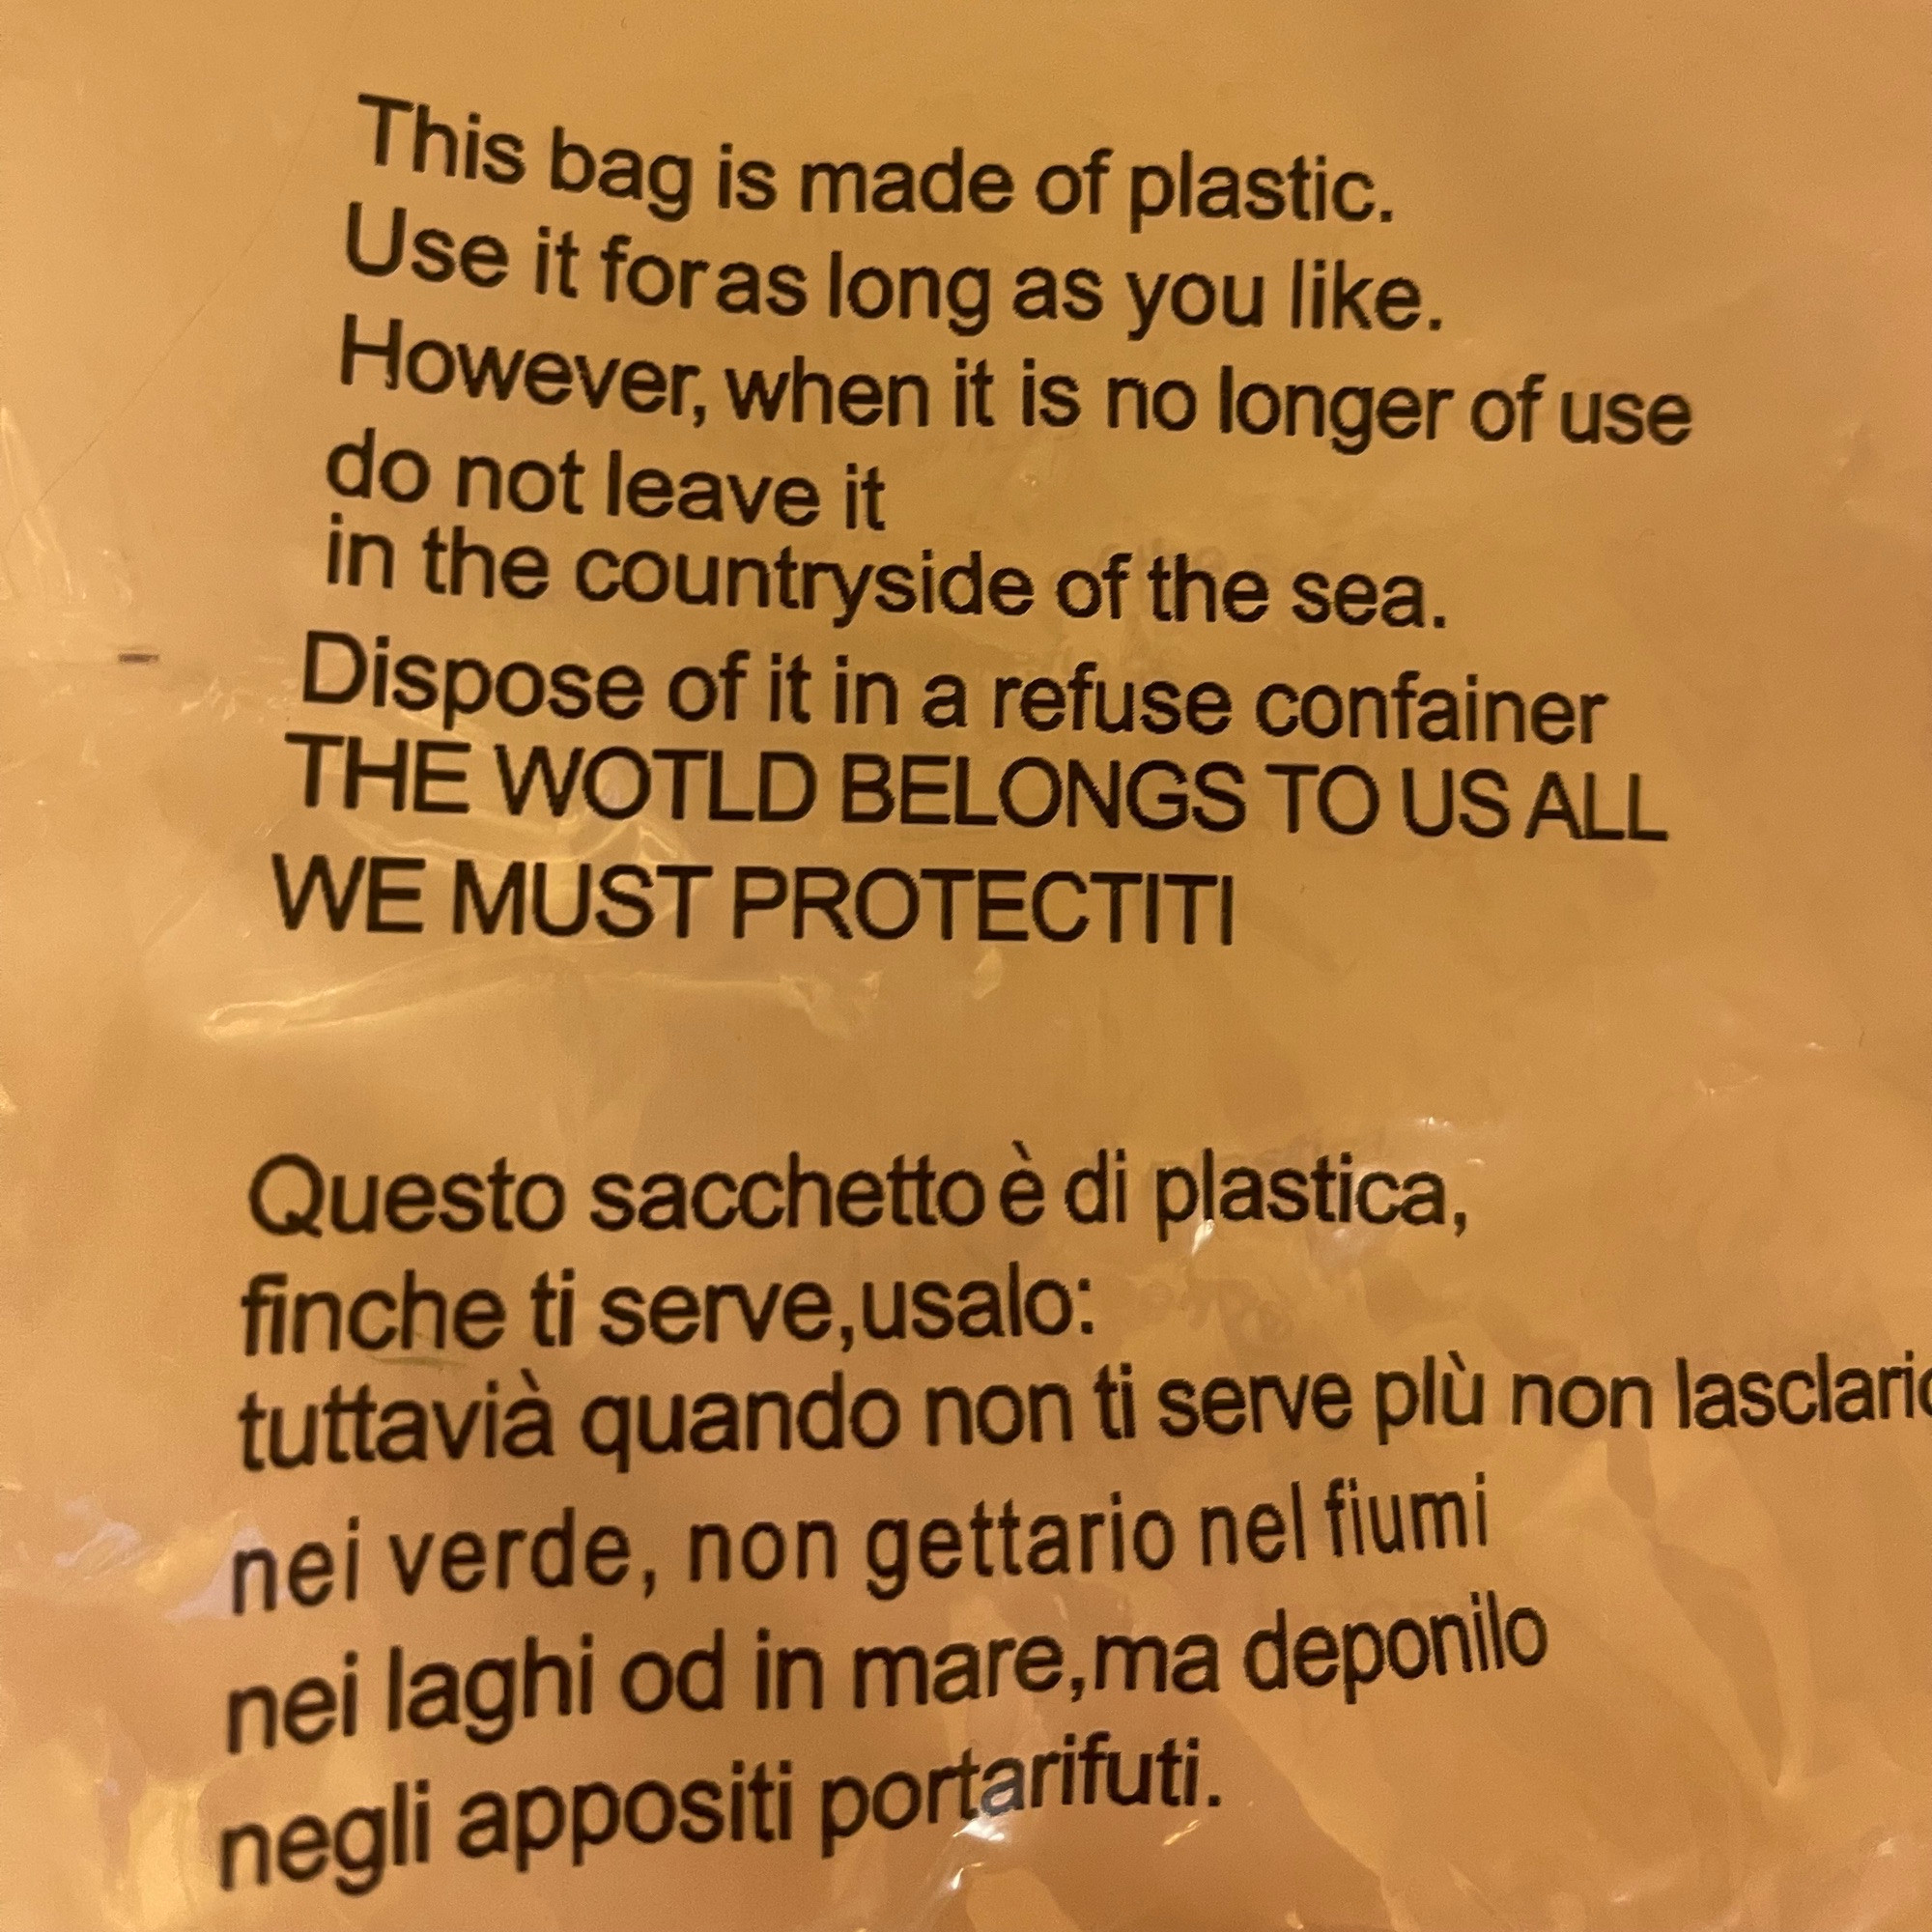 This bag is made of plastic.
Use it for as long as you like.
However, when it is no longer of use
do not leave it
in the countryside of the sea.
Dispose of it in a refuse confainer
THE WOTLD BELONGS TO US ALL
WE MUST PROTECTITI
Questo sacchetto è di plastica,
finche ti serve,usalo:
tuttavià quando non ti serve plù non lasclario
nei verde, non gettario nel fiumi
nei laghi od in mare,ma deponilo
negli appositi portarifuti.